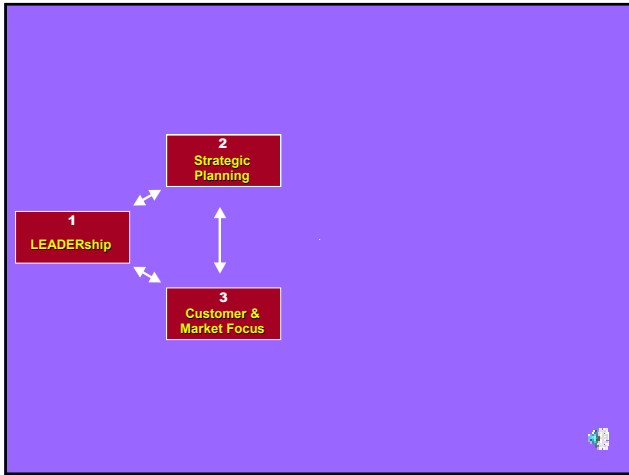 2
Strategic
Planning
1
LEADERship
3
Customer &
Market Focus